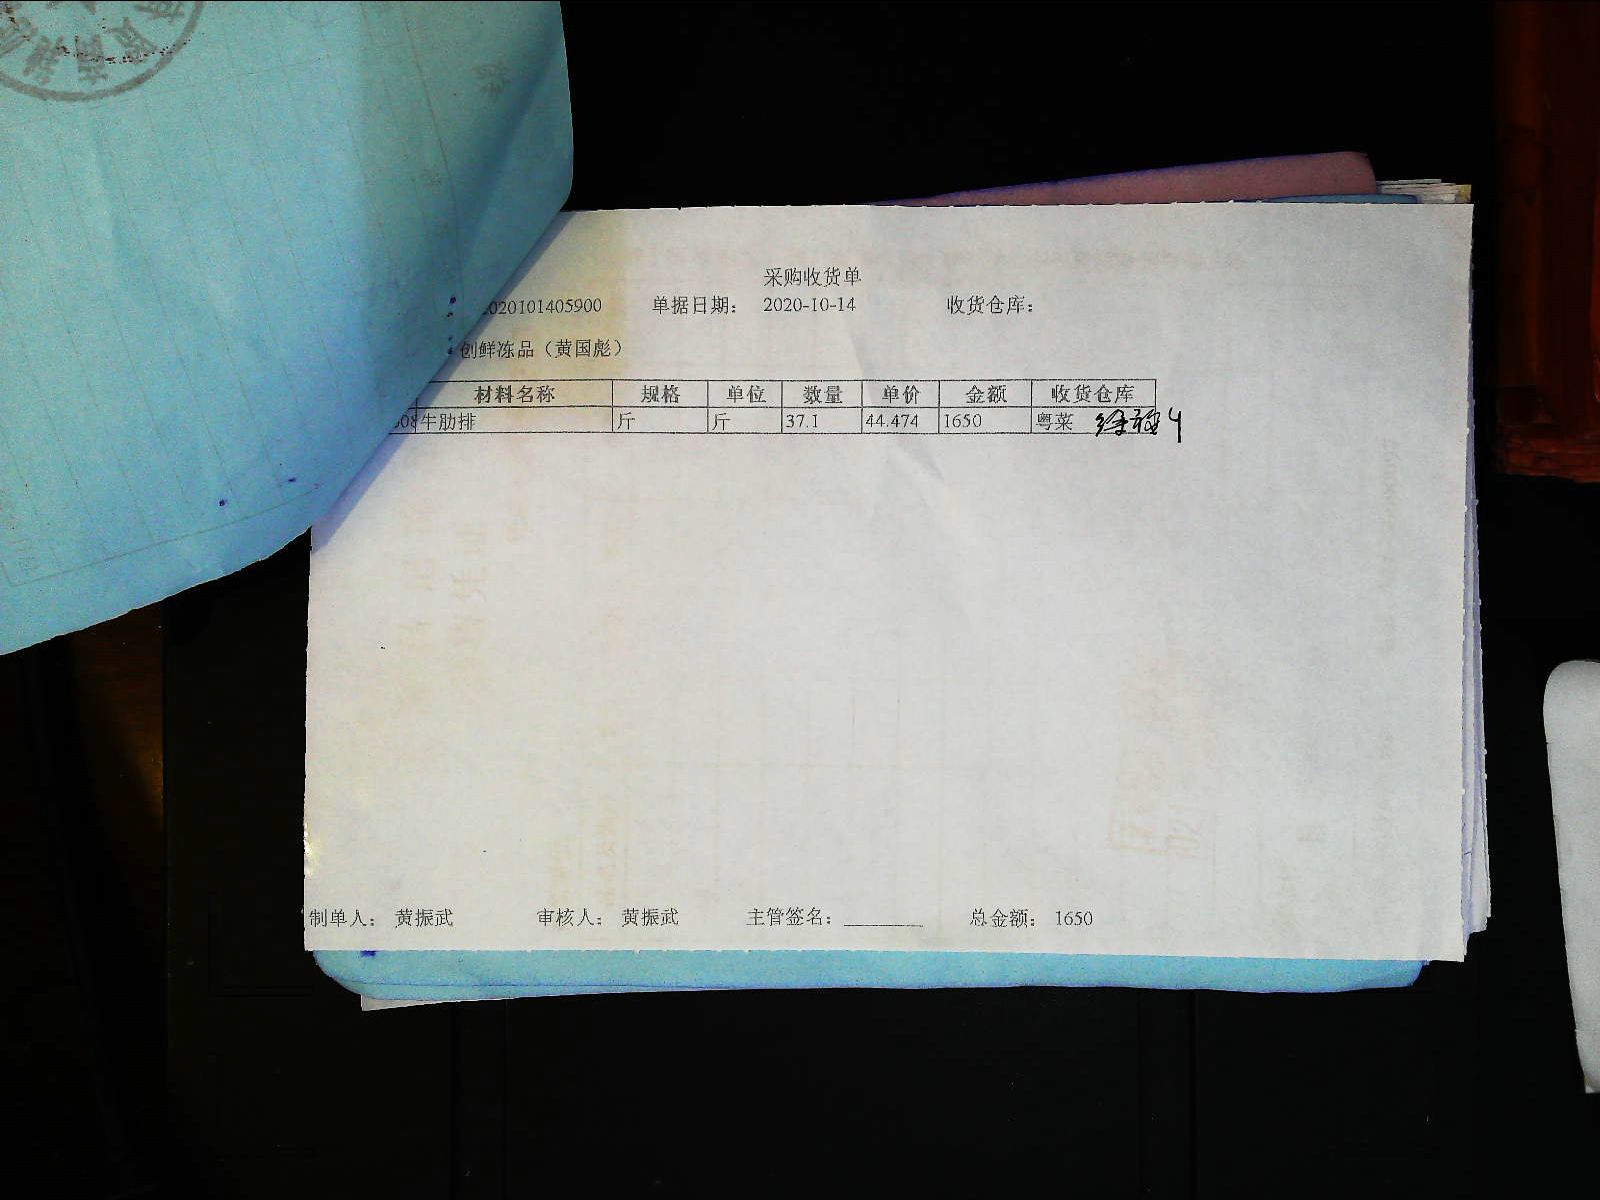 采购收货单
020101405900 单据日期： 2020-10-14 收货仓库：
创鲜冻品（黄国彪）
材料名称 规格 单位 数量 单价 金额 收货仓库
08 牛肋排 斤 斤 37.1 44.474 1650 粤菜
制单人： 黄振武 审核人： 黄振武 主管签名： 总金额： 1650